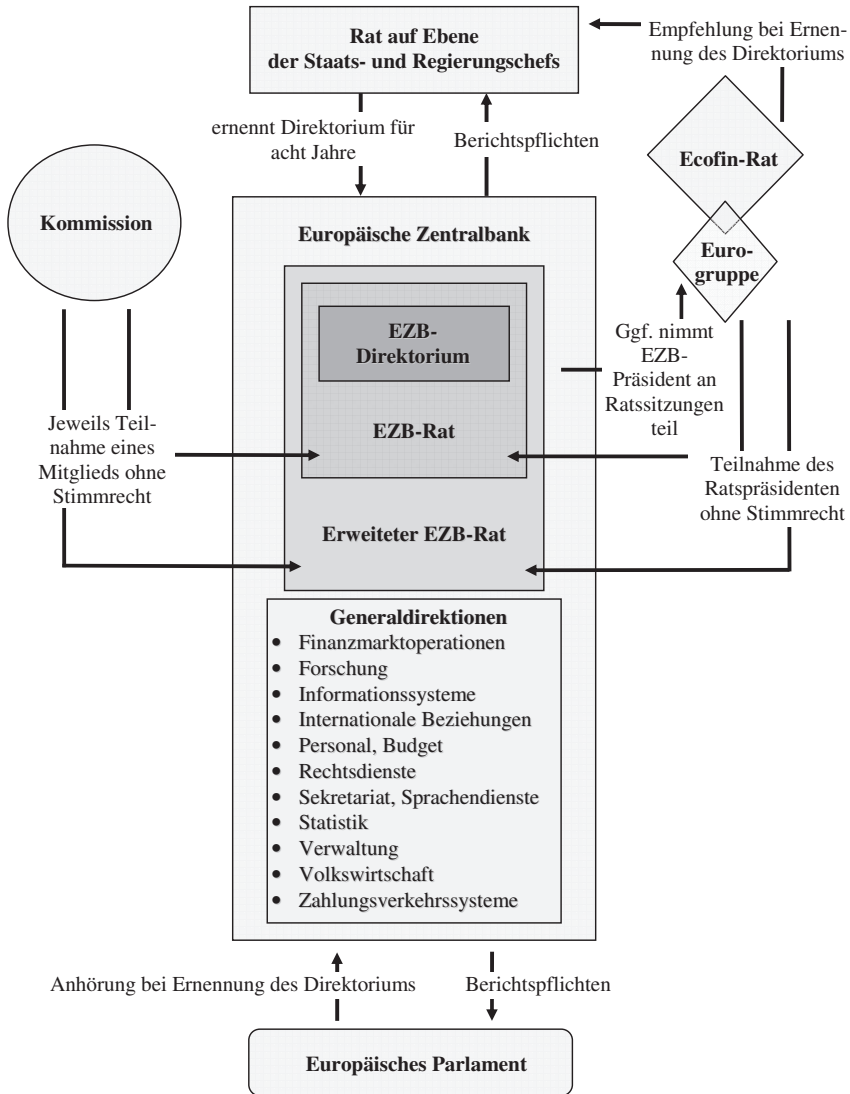 Rat auf Ebene
der Staats- und Regierungschefs
Empfehlung bei Ernen-
nung des Direktoriums
ernennt Direktorium für
acht Jahre
Berichtspflichten
Ecofin-Rat
Kommission
Euro-
gruppe
Europäische Zentralbank
EZB-
Direktorium
EZB-Rat
Erweiteter EZB-Rat
Ggf. nimmt
EZB-
Präsident an
Ratssitzungen
teil
Jeweils Teil-
nahme eines
Mitglieds ohne
Stimmrecht
Teilnahme des
Ratspräsidenten
ohne Stimmrecht
Generaldirektionen
• Finanzmarktoperationen
• Forschung
• Informationssysteme
• Internationale Beziehungen
• Personal, Budget
• Rechtsdienste
• Sekretariat, Sprachendienste
• Statistik
• Verwaltung
• Volkswirtschaft
• Zahlungsverkehrssysteme
Anhörung bei Ernennung des Direktoriums
Berichtspflichten
Europäisches Parlament